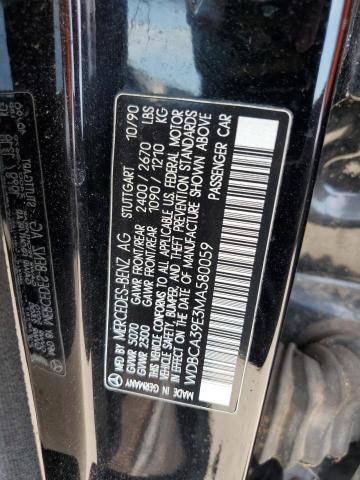 MFD BY MERCEDES-BENZ AG STUTTGART 10/90
GVWR 5070 GAWR FRONT/REAR 2400 / 2670 LBS
GVWR 2300 GAWR FRONT/REAR 1090 / 1210 KG
THIS VEHICLE CONFORMS TO ALL APPLICABLE U.S. FEDERAL MOTOR
VEHICLE SAFETY, BUMPER, AND THEFT PREVENTION STANDARDS
IN EFFECT ON THE DATE OF MANUFACTURE SHOWN ABOVE
WDBCA39E3MA580059 PASSENGER CAR
MADE IN GERMANY